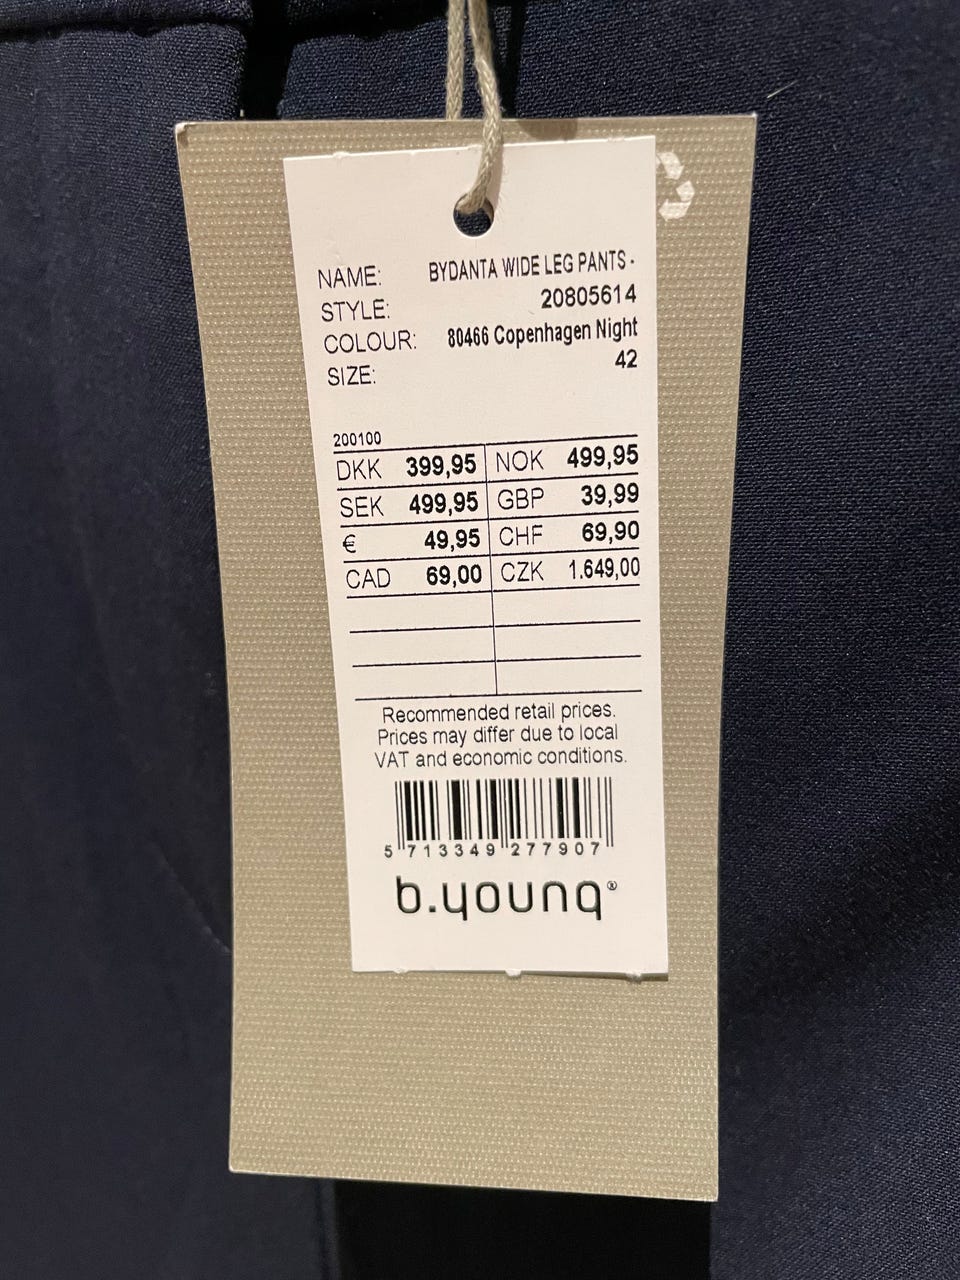 NAME: BYDANTA WIDE LEG PANTS -
STYLE: 20805614
COLOUR: 80466 Copenhagen Night
SIZE: 42
200100
DKK 399,95 NOK 499,95
SEK 499,95 GBP 39,99
€ 49,95 CHF 69,90
CAD 69,00 CZK 1.649,00
Recommended retail prices.
Prices may differ due to local
VAT and economic conditions.
5 713349 277907
b.young®